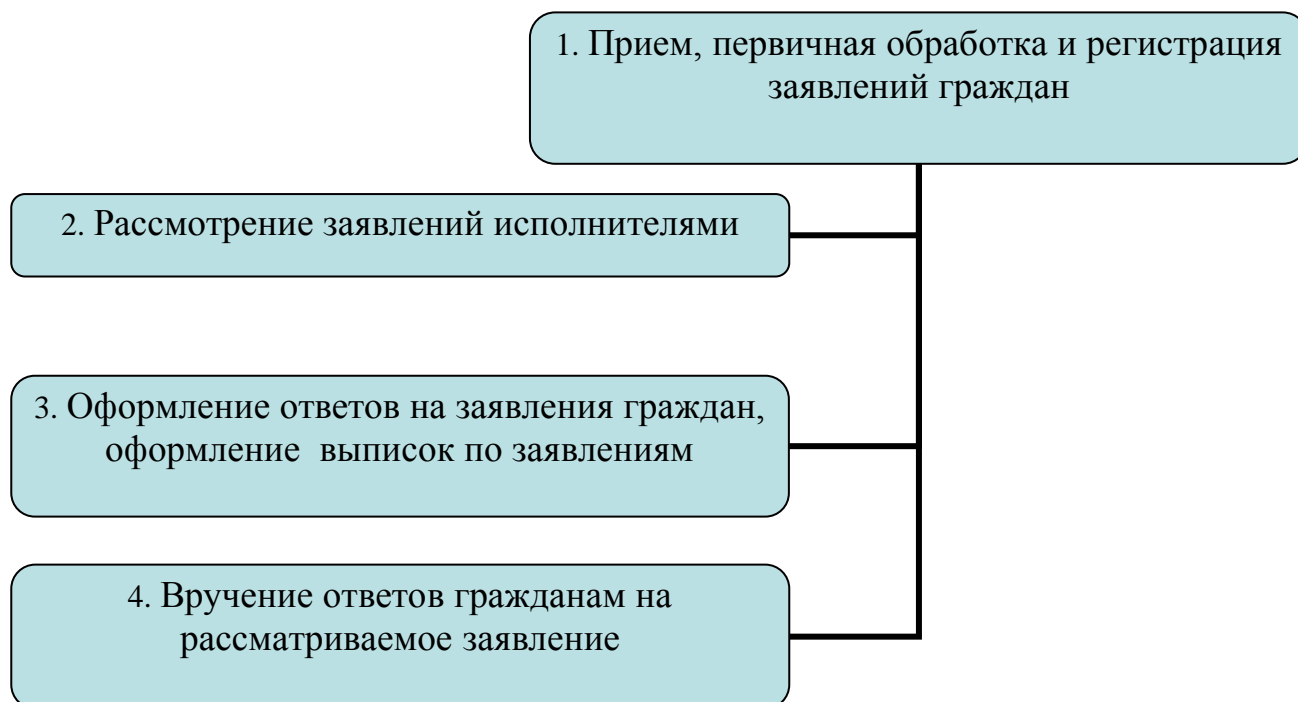 1. Прием, первичная обработка и регистрация
заявлений граждан
2. Рассмотрение заявлений исполнителями
3. Оформление ответов на заявления граждан,
оформление  выписок по заявлениям
4. Вручение ответов гражданам на
рассматриваемое заявление